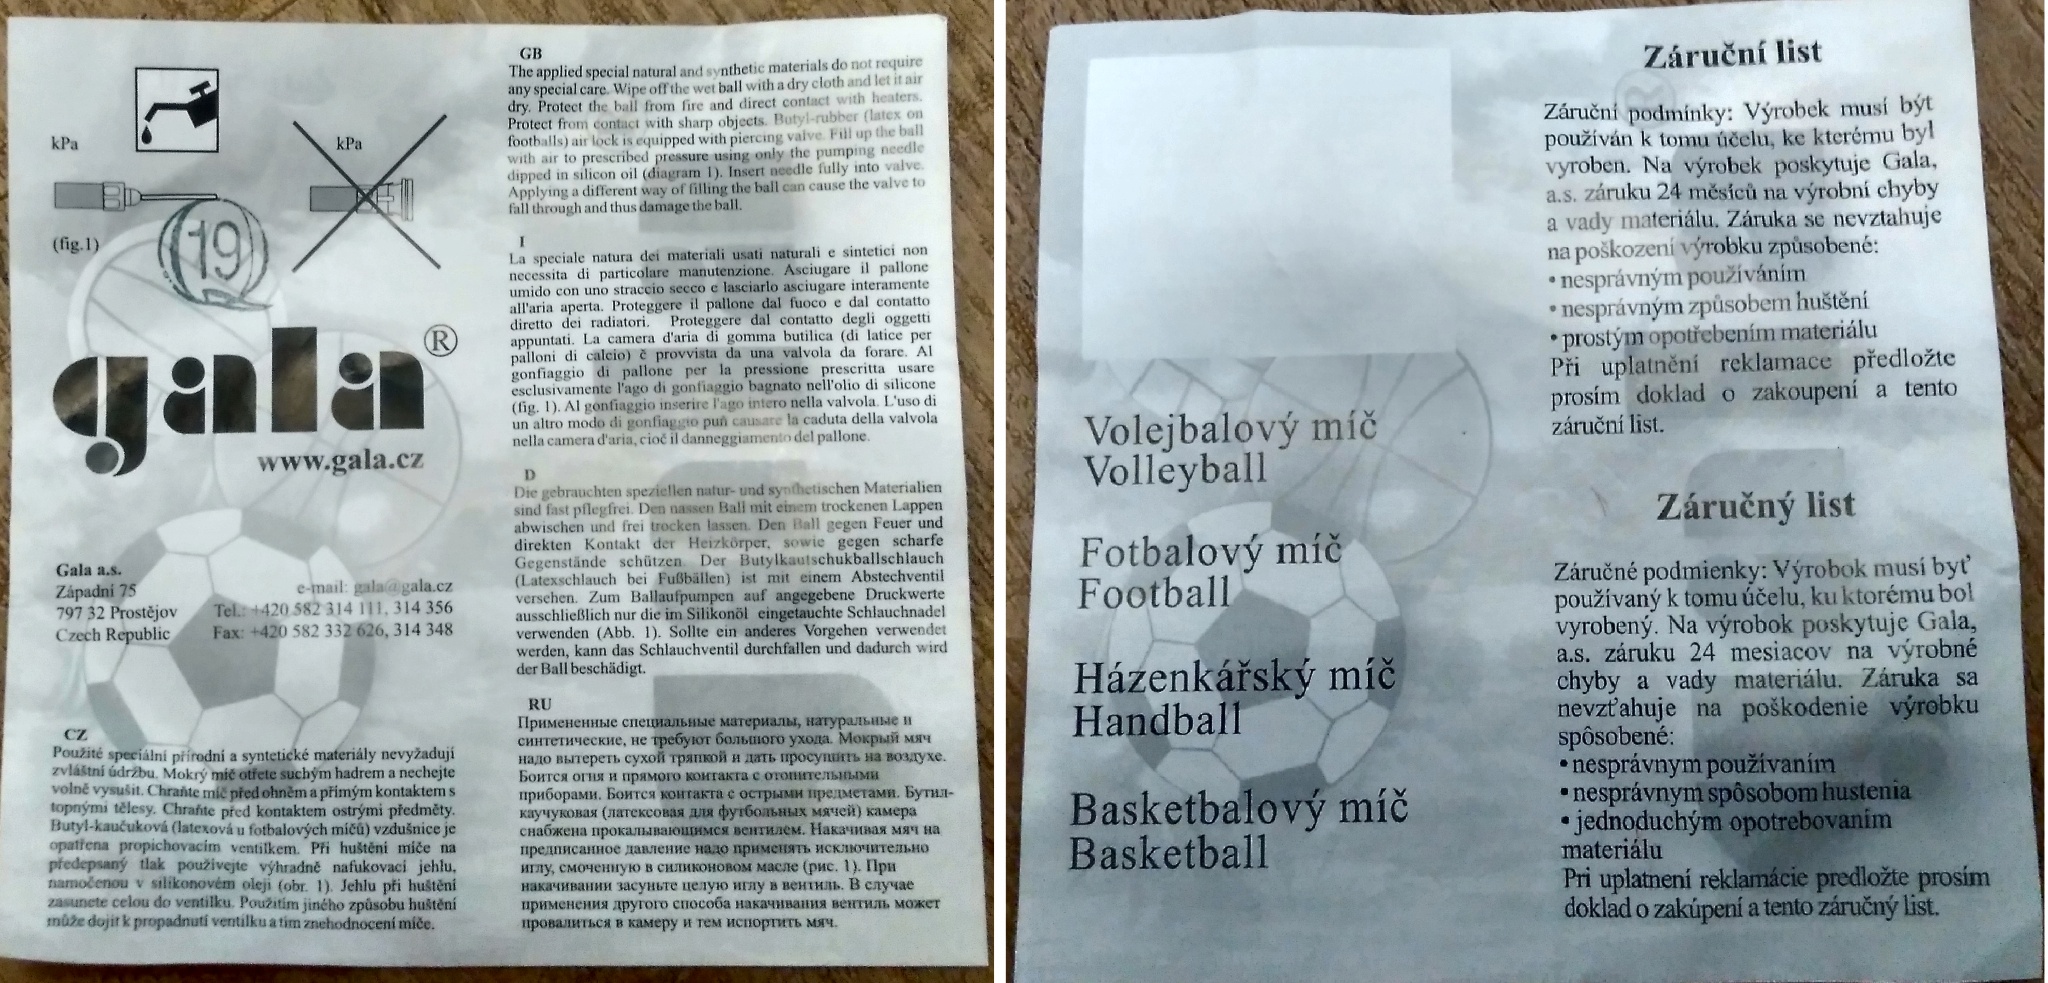 kPa
kPa
(fig.1)
19
gala®
www.gala.cz
Gala a.s.
Západní 75
797 32 Prostějov
Czech Republic
e-mail: gala@gala.cz
Tel.: +420 582 314 111, 314 356
Fax: +420 582 332 626, 314 348
CZ
Použité speciální přírodní a syntetické materiály nevyžadují
zvláštní údržbu. Mokrý míč otřete suchým hadrem a nechejte
volně vysušit. Chraňte míč před ohněm a přímým kontaktem s
topnými tělesy. Chraňte před kontaktem ostrými předměty.
Butyl-kaučuková (latexová u fotbalových míčů) vzdušnice je
opatřena propichovacím ventilkem. Při huštění míče na
předepsaný tlak používejte výhradně nafukovací jehlu,
namočenou v silikonovém oleji (obr. 1). Jehlu při huštění
zasunete celou do ventilku. Použitím jiného způsobu huštění
může dojít k propadnutí ventilku a tím znehodnocení míče.
GB
The applied special natural and synthetic materials do not require
any special care. Wipe off the wet ball with a dry cloth and let it air
dry. Protect the ball from fire and direct contact with heaters.
Protect from contact with sharp objects. Butyl-rubber (latex on
footballs) air lock is equipped with piercing valve. Fill up the ball
with air to prescribed pressure using only the pumping needle
dipped in silicon oil (diagram 1). Insert needle fully into valve.
Applying a different way of filling the ball can cause the valve to
fall through and thus damage the ball.
I
La speciale natura dei materiali usati naturali e sintetici non
necessita di particolare manutenzione. Asciugare il pallone
umido con uno straccio secco e lasciarlo asciugare interamente
all'aria aperta. Proteggere il pallone dal fuoco e dal contatto
diretto dei radiatori. Proteggere dal contatto degli oggetti
appuntati. La camera d'aria di gomma butilica (di latice per
palloni di calcio) č provvista da una valvola da forare. Al
gonfiaggio di pallone per la pressione prescritta usare
esclusivamente l'ago di gonfiaggio bagnato nell'olio di silicone
(fig. 1). Al gonfiaggio inserire l'ago intero nella valvola. L'uso di
un altro modo di gonfiaggio puň causare la caduta della valvola
nella camera d'aria, cioč il danneggiamento del pallone.
D
Die gebrauchten speziellen natur- und synthetischen Materialien
sind fast pflegfrei. Den nassen Ball mit einem trockenen Lappen
abwischen und frei trocken lassen. Den Ball gegen Feuer und
direkten Kontakt der Heizkörper, sowie gegen scharfe
Gegenstände schützen. Der Butylkautschukballschlauch
(Latexschlauch bei Fußbällen) ist mit einem Abstechventil
versehen. Zum Ballaufpumpen auf angegebene Druckwerte
ausschließlich nur die im Silikonöl eingetauchte Schlauchnadel
verwenden (Abb. 1). Sollte ein anderes Vorgehen verwendet
werden, kann das Schlauchventil durchfallen und dadurch wird
der Ball beschädigt.
RU
Примененные специальные материалы, натуральные и
синтетические, не требуют большого ухода. Мокрый мяч
надо вытереть сухой тряпкой и дать просушить на воздухе.
Боится огня и прямого контакта с отопительными
приборами. Боится контакта с острыми предметами. Бутил-
каучуковая (латексовая для футбольных мячей) камера
снабжена прокалывающимся вентилем. Накачивая мяч на
предписанное давление надо применять исключительно
иглу, смоченную в силиконовом масле (рис. 1). При
накачивании засуньте целую иглу в вентиль. В случае
применения другого способа накачивания вентиль может
провалиться в камеру и тем испортить мяч.
Volejbalový míč
Volleyball
Fotbalový míč
Football
Házenkářský míč
Handball
Basketbalový míč
Basketball
Záruční list
Záruční podmínky: Výrobek musí být
používán k tomu účelu, ke kterému byl
vyroben. Na výrobek poskytuje Gala,
a.s. záruku 24 měsíců na výrobní chyby
a vady materiálu. Záruka se nevztahuje
na poškození výrobku způsobené:
• nesprávným používáním
• nesprávným způsobem huštění
• prostým opotřebením materiálu
Při uplatnění reklamace předložte
prosím doklad o zakoupení a tento
záruční list.
Záručný list
Záručné podmienky: Výrobok musí byť
používaný k tomu účelu, ku ktorému bol
vyrobený. Na výrobok poskytuje Gala,
a.s. záruku 24 mesiacov na výrobné
chyby a vady materiálu. Záruka sa
nevzťahuje na poškodenie výrobku
spôsobené:
• nesprávnym používaním
• nesprávnym spôsobom hustenia
• jednoduchým opotrebovaním
materiálu
Pri uplatnení reklamácie predložte prosím
doklad o zakúpení a tento záručný list.